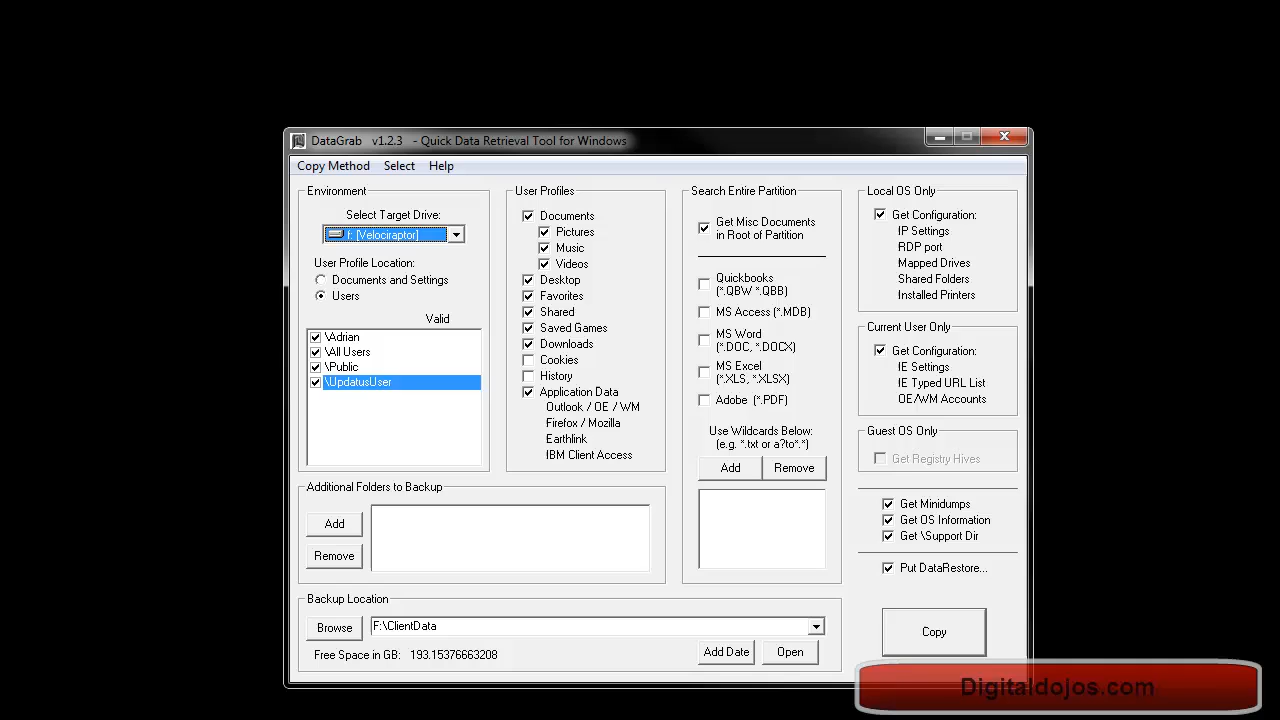 DataGrab v1.2.3 - Quick Data Retrieval Tool for Windows
Copy Method Select Help
Environment
Select Target Drive:
f: [Velociraptor]
User Profile Location:
Documents and Settings
Users
Valid
\Adrian
\All Users
\Public
\UpdatusUser
User Profiles
Documents
Pictures
Music
Videos
Desktop
Favorites
Shared
Saved Games
Downloads
Cookies
History
Application Data
Outlook / OE / WM
Firefox / Mozilla
Earthlink
IBM Client Access
Search Entire Partition
Get Misc Documents
in Root of Partition
Quickbooks
(*.QBW *.QBB)
MS Access (*.MDB)
MS Word
(*.DOC, *.DOCX)
MS Excel
(*.XLS, *.XLSX)
Adobe (*.PDF)
Use Wildcards Below:
(e.g. *.txt or a?to*.*)
Add Remove
Local OS Only
Get Configuration:
IP Settings
RDP port
Mapped Drives
Shared Folders
Installed Printers
Current User Only
Get Configuration:
IE Settings
IE Typed URL List
OE/WM Accounts
Guest OS Only
Get Registry Hives
Get Minidumps
Get OS Information
Get \Support Dir
Put DataRestore...
Additional Folders to Backup
Add
Remove
Backup Location
Browse
F:\ClientData
Free Space in GB: 193.15376663208
Add Date
Open
Copy
Digitaldojos.com